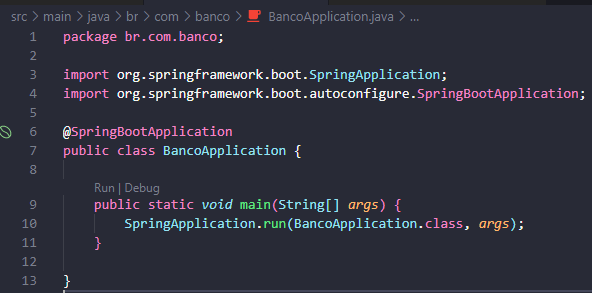 src > main > java > br > com > banco > BancoApplication.java > ...
1 package br.com.banco;
2
3 import org.springframework.boot.SpringApplication;
4 import org.springframework.boot.autoconfigure.SpringBootApplication;
5
6 @SpringBootApplication
7 public class BancoApplication {
8
Run | Debug
9 public static void main(String[] args) {
10 SpringApplication.run(BancoApplication.class, args);
11 }
12
13 }